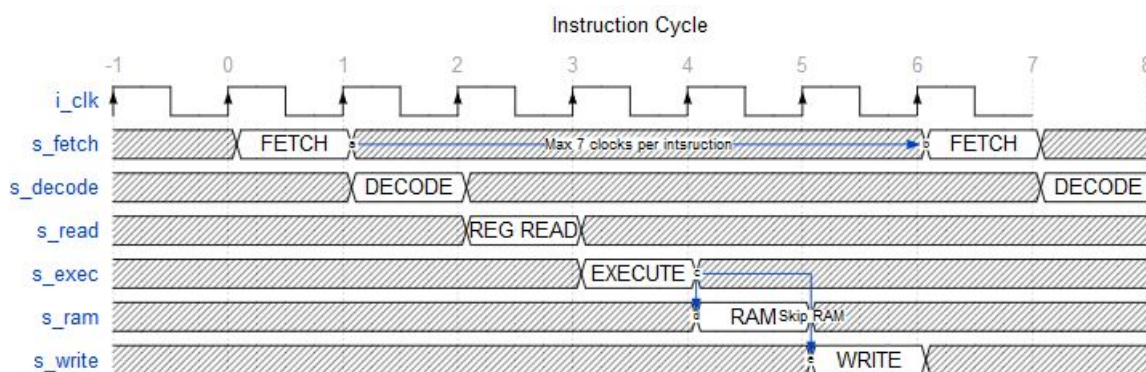 Instruction Cycle
-1 0 1 2 3 4 5 6 7 8
i_clk
s_fetch FETCH a Max 7 clocks per intsruction b FETCH
s_decode DECODE DECODE
s_read REG READ
s_exec EXECUTE c
s_ram d RAM Skip RAM
s_write e WRITE